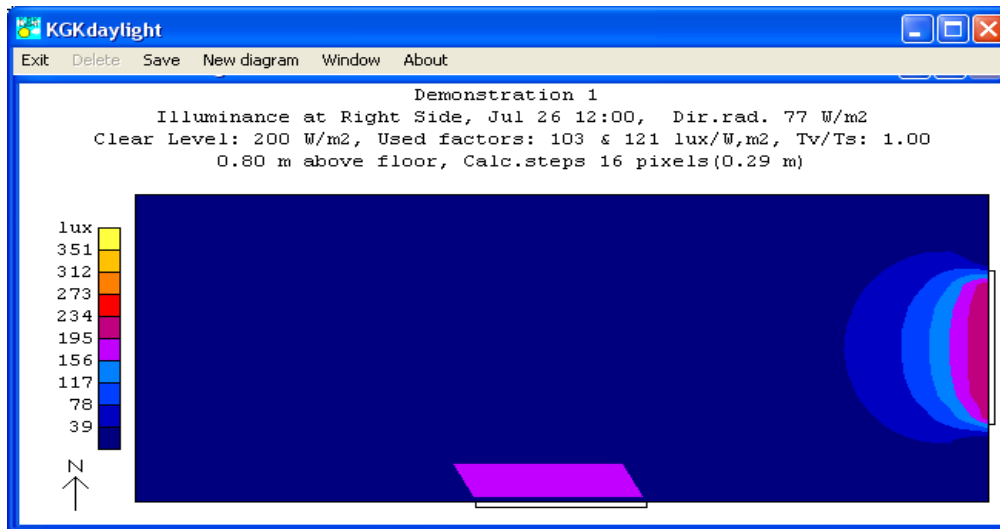 KGKdaylight
Exit Delete Save New diagram Window About
Demonstration 1
Illuminance at Right Side, Jul 26 12:00, Dir.rad. 77 W/m2
Clear Level: 200 W/m2, Used factors: 103 & 121 lux/W,m2, Tv/Ts: 1.00
0.80 m above floor, Calc.steps 16 pixels(0.29 m)
lux
351
312
273
234
195
156
117
78
39
N